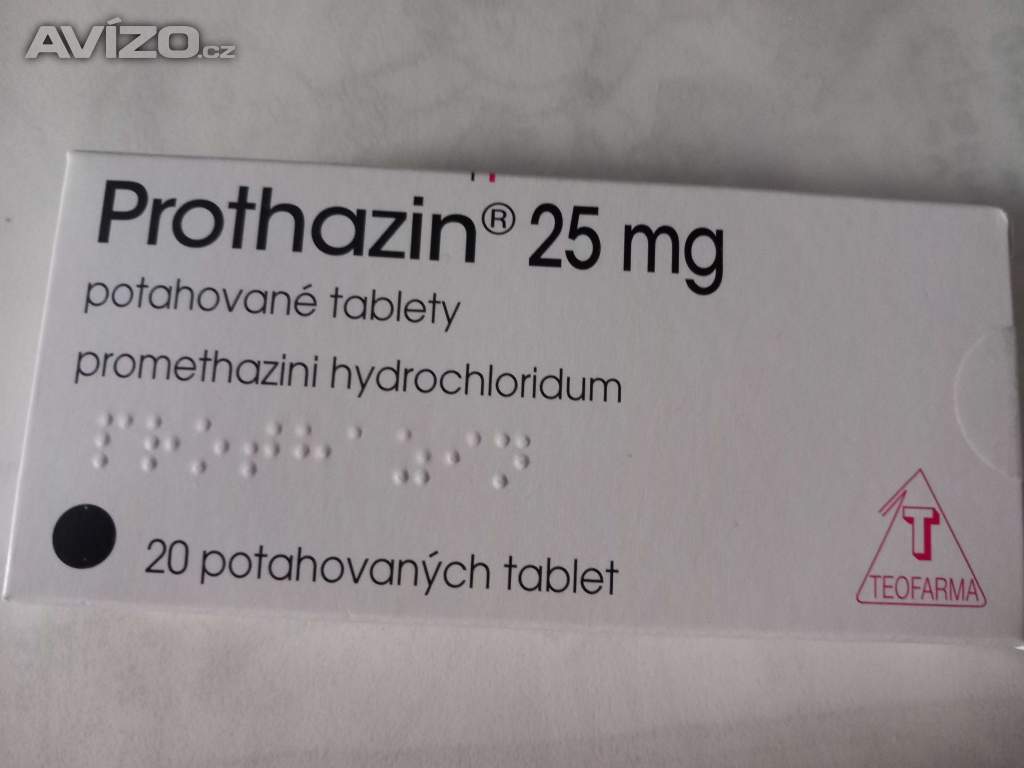 AVÍZO.cz
Prothazin® 25 mg
potahované tablety
promethazini hydrochloridum
20 potahovaných tablet
T
TEOFARMA